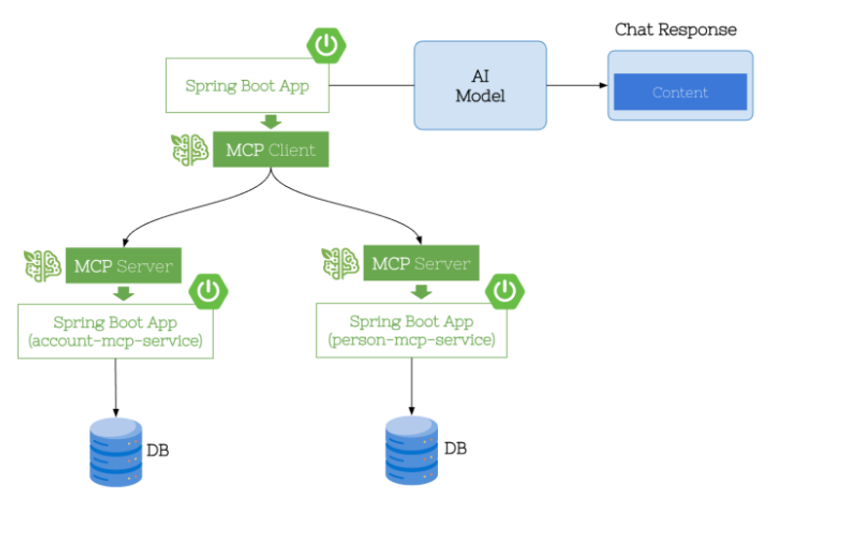 Chat Response
Spring Boot App
AI
Model
Content
MCP Client
MCP Server
MCP Server
Spring Boot App
(account-mcp-service)
Spring Boot App
(person-mcp-service)
DB
DB